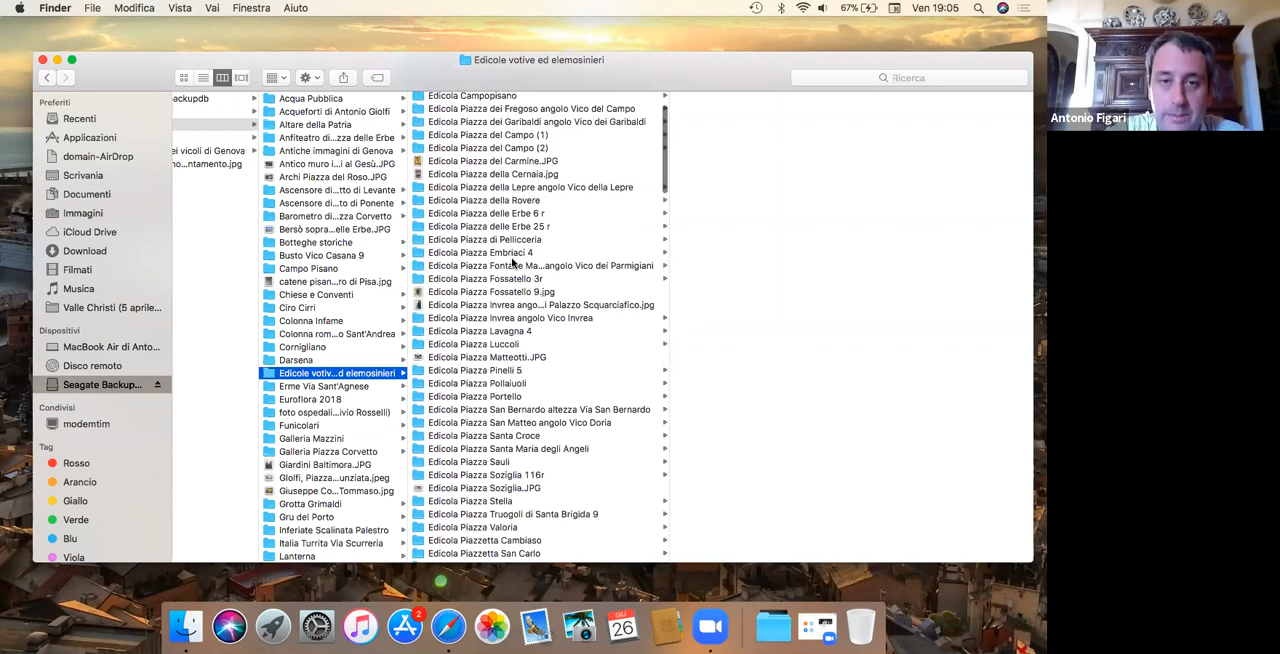 Finder File Modifica Vista Vai Finestra Aiuto 67% Ven 19:05
Edicole votive ed elemosinieri
Ricerca
Preferiti
Recenti
Applicazioni
domain-AirDrop
Scrivania
Documenti
Immagini
iCloud Drive
Download
Filmati
Musica
Valle Christi (5 aprile...
Dispositivi
MacBook Air di Anto...
Disco remoto
Seagate Backup...
Condivisi
modemtim
Tag
Rosso
Arancio
Giallo
Verde
Blu
Viola
ackupdb
ei vicoli di Genova
no...ntamento.jpg
Acqua Pubblica
Acqueforti di Antonio Giolfi
Altare della Patria
Anfiteatro di...zza delle Erbe
Antiche immagini di Genova
Antico muro i...i al Gesù.JPG
Archi Piazza del Roso.JPG
Ascensore di...tto di Levante
Ascensore di...to di Ponente
Barometro di...zza Corvetto
Bersò sopra...elle Erbe.JPG
Botteghe storiche
Busto Vico Casana 9
Campo Pisano
catene pisan...ro di Pisa.jpg
Chiese e Conventi
Ciro Cirri
Colonna Infame
Colonna rom...o Sant'Andrea
Cornigliano
Darsena
Edicole votiv...d elemosinieri
Erme Via Sant'Agnese
Euroflora 2018
foto ospedali...ivio Rosselli)
Funicolari
Galleria Mazzini
Galleria Piazza Corvetto
Giardini Baltimora.JPG
GIolfi, Piazza...unziata.jpeg
Giuseppe Co...Tommaso.jpg
Grotta Grimaldi
Gru del Porto
Inferiate Scalinata Palestro
Italia Turrita Via Scurreria
Lanterna
Edicola Campopisano
Edicola Piazza dei Fregoso angolo Vico del Campo
Edicola Piazza dei Garibaldi angolo Vico dei Garibaldi
Edicola Piazza del Campo (1)
Edicola Piazza del Campo (2)
Edicola Piazza del Carmine.JPG
Edicola Piazza della Cernaia.jpg
Edicola Piazza della Lepre angolo Vico della Lepre
Edicola Piazza della Rovere
Edicola Piazza delle Erbe 6 r
Edicola Piazza delle Erbe 25 r
Edicola Piazza di Pellicceria
Edicola Piazza Embriaci 4
Edicola Piazza Fontane Ma...angolo Vico dei Parmigiani
Edicola Piazza Fossatello 3r
Edicola Piazza Fossatello 9.jpg
Edicola Piazza Invrea ango...i Palazzo Squarciafico.jpg
Edicola Piazza Invrea angolo Vico Invrea
Edicola Piazza Lavagna 4
Edicola Piazza Luccoli
Edicola Piazza Matteotti.JPG
Edicola Piazza Pinelli 5
Edicola Piazza Pollaiuoli
Edicola Piazza Portello
Edicola Piazza San Bernardo altezza Via San Bernardo
Edicola Piazza San Matteo angolo Vico Doria
Edicola Piazza Santa Croce
Edicola Piazza Santa Maria degli Angeli
Edicola Piazza Sauli
Edicola Piazza Soziglia 116r
Edicola Piazza Soziglia.JPG
Edicola Piazza Stella
Edicola Piazza Truogoli di Santa Brigida 9
Edicola Piazza Valoria
Edicola Piazzetta Cambiaso
Edicola Piazzetta San Carlo
Antonio Figari
2
GIU
26